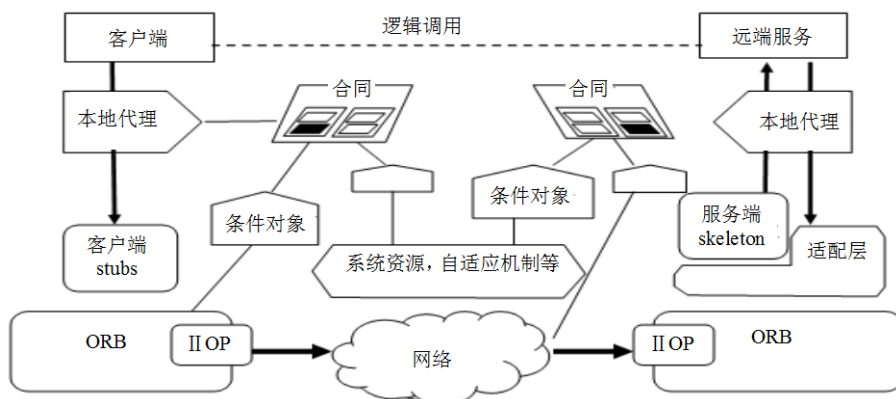 逻辑调用
客户端
远端服务
合同
合同
本地代理
本地代理
条件对象
条件对象
服务端
skeleton
客户端
stubs
系统资源，自适应机制等
适配层
ORB
ⅡOP
网络
ⅡOP
ORB